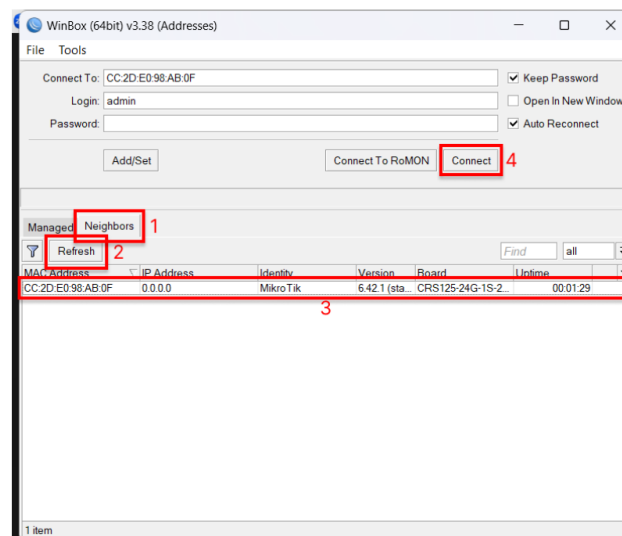 WinBox (64bit) v3.38 (Addresses)
File Tools
Connect To: CC:2D:E0:98:AB:0F
Keep Password
Login: admin
Open In New Window
Password:
Auto Reconnect
Add/Set
Connect To RoMON
Connect
4
Managed
Neighbors
1
Refresh
2
Find
all
MAC Address IP Address Identity Version Board Uptime
CC:2D:E0:98:AB:0F 0.0.0.0 MikroTik 6.42.1 (sta... CRS125-24G-1S-2... 00:01:29
3
1 item